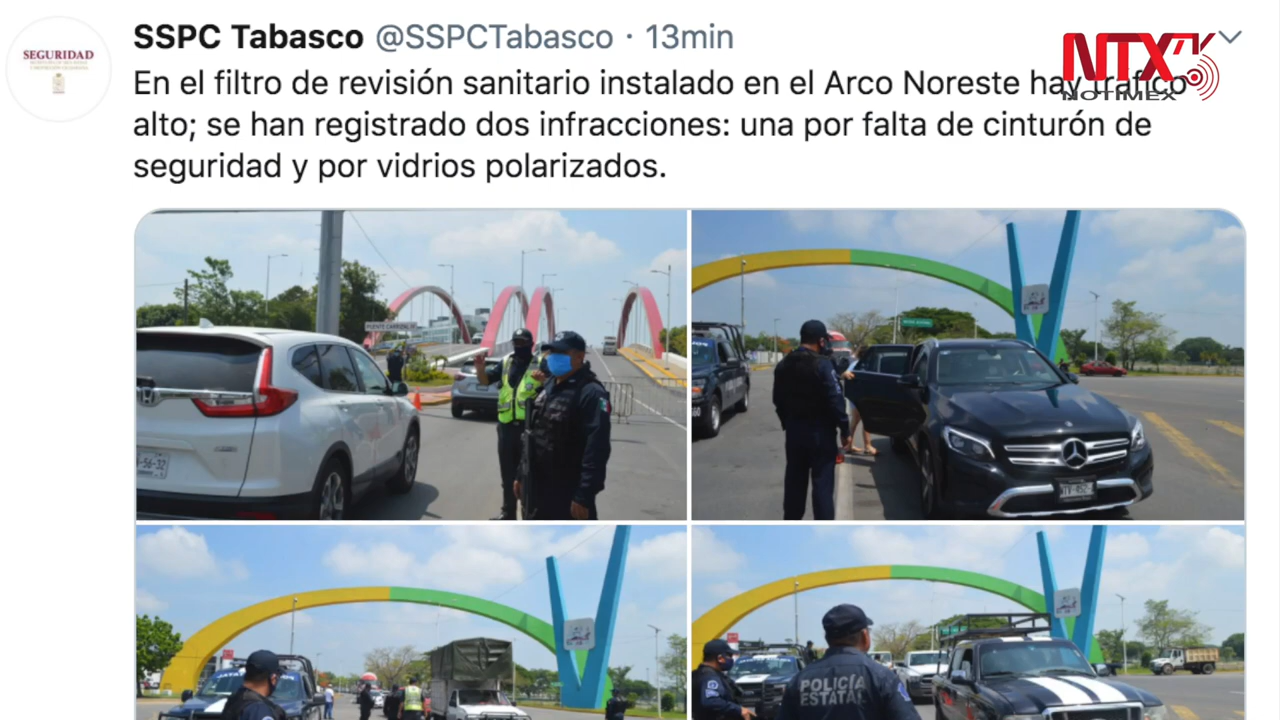 SSPC Tabasco @SSPCTabasco · 13min
En el filtro de revisión sanitario instalado en el Arco Noreste hay tráfico
alto; se han registrado dos infracciones: una por falta de cinturón de
seguridad y por vidrios polarizados.
SEGURIDAD
NTX
NOTIMEX
PUENTE CARRIZAL
POLICÍA
ESTATAL